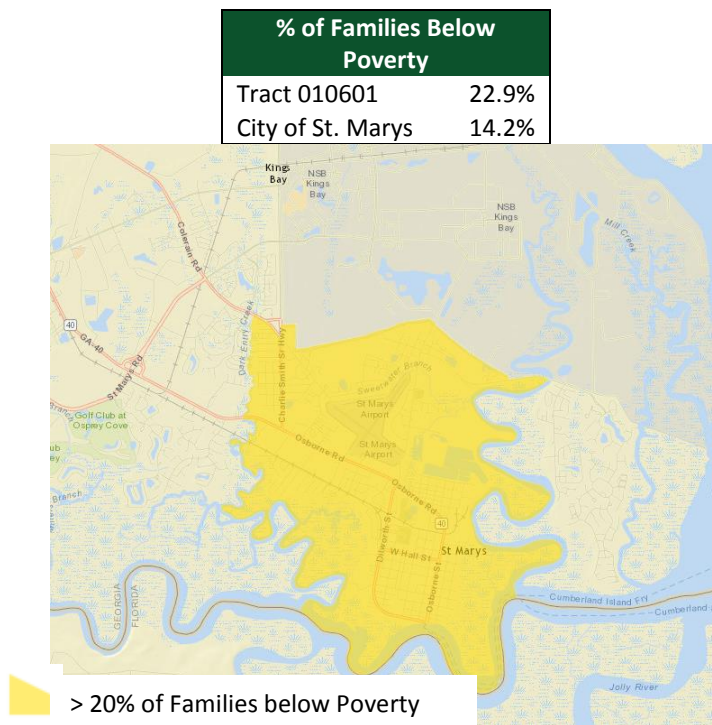 % of Families Below
Poverty
Tract 010601 22.9%
City of St. Marys 14.2%
Kings
Bay
NSB
Kings
Bay
NSB
Kings
Bay
Mill Creek
Colerain Rd
40
GA-40
St Marys Rd
Dark Entry Creek
Charlie Smith Sr Hwy
Sweetwater Branch
St Marys
Airport
Golf Club at
Osprey Cove
St Marys
Airport
Osborne Rd
Osborne Rd
40
Dilworth St
W Hall St
St Marys
Osborne St
GEORGIA
FLORIDA
Cumberland Island Fry
Cumberland
Jolly River
> 20% of Families below Poverty